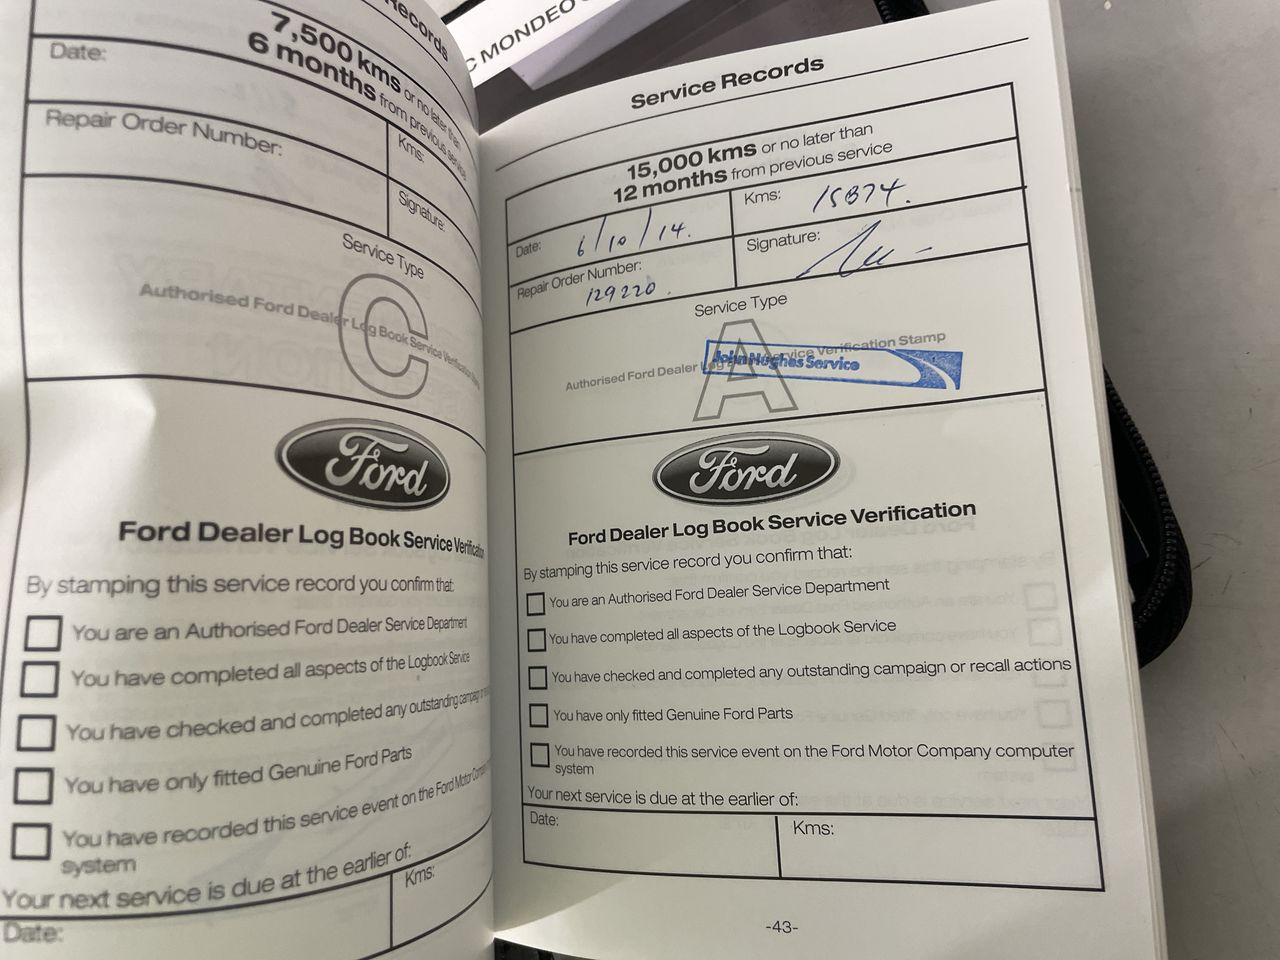 Records
7,500 kms or no later than
6 months from previous service
Date:
Repair Order Number:
Kms:
Signature:
Service Type
C
Authorised Ford Dealer Log Book Service
Ford
Ford Dealer Log Book Service Verification
By stamping this service record you confirm that:
You are an Authorised Ford Dealer Service Department
You have completed all aspects of the Logbook Service
You have checked and completed any outstanding
You have only fitted Genuine Ford Parts
You have recorded this service event on the Ford Motor
system
Your next service is due at the earlier of:
Date:
Kms:
C MONDEO
Service Records
15,000 kms or no later than
12 months from previous service
Date: 6/10/14.
Kms: 15874.
Repair Order Number:
129220.
Signature:
Service Type
A
Authorised Ford Dealer Log Service Verification Stamp
John Hughes Service
Ford
Ford Dealer Log Book Service Verification
By stamping this service record you confirm that:
You are an Authorised Ford Dealer Service Department
You have completed all aspects of the Logbook Service
You have checked and completed any outstanding campaign or recall actions
You have only fitted Genuine Ford Parts
You have recorded this service event on the Ford Motor Company computer
system
Your next service is due at the earlier of:
Date:
Kms:
-43-